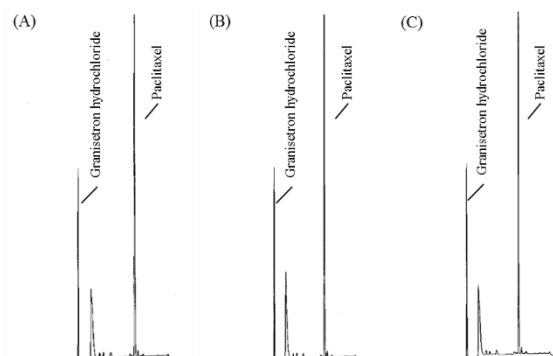 (A)
Granisetron hydrochloride
Paclitaxel
(B)
Granisetron hydrochloride
Paclitaxel
(C)
Granisetron hydrochloride
Paclitaxel